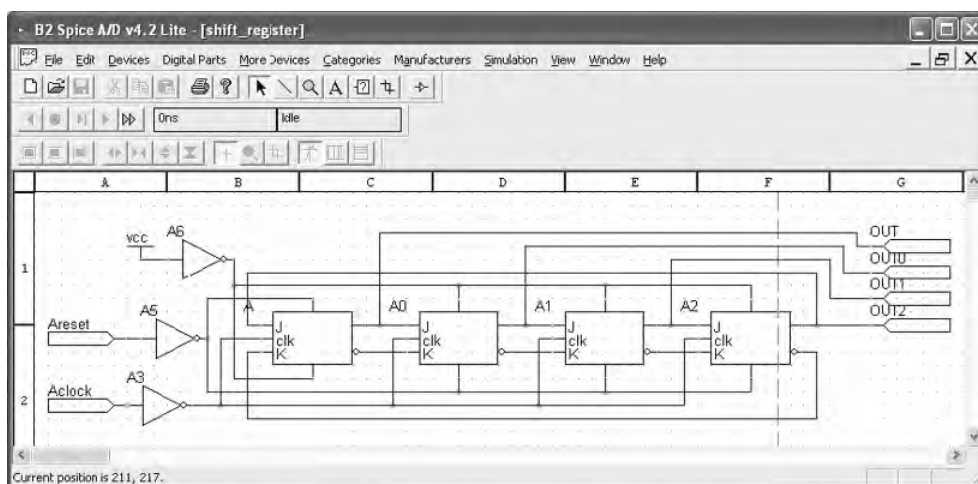 B2 Spice A/D v4.2 Lite - [shift_register]
File Edit Devices Digital Parts More Devices Categories Manufacturers Simulation View Window Help
0ns Idle
A B C D E F G
1
2
vcc
A6
OUT
OUT0
OUT1
OUT2
A5
A
A0
A1
A2
Areset
J
clk
K
J
clk
K
J
clk
K
J
clk
K
A3
Aclock
Current position is 211, 217.